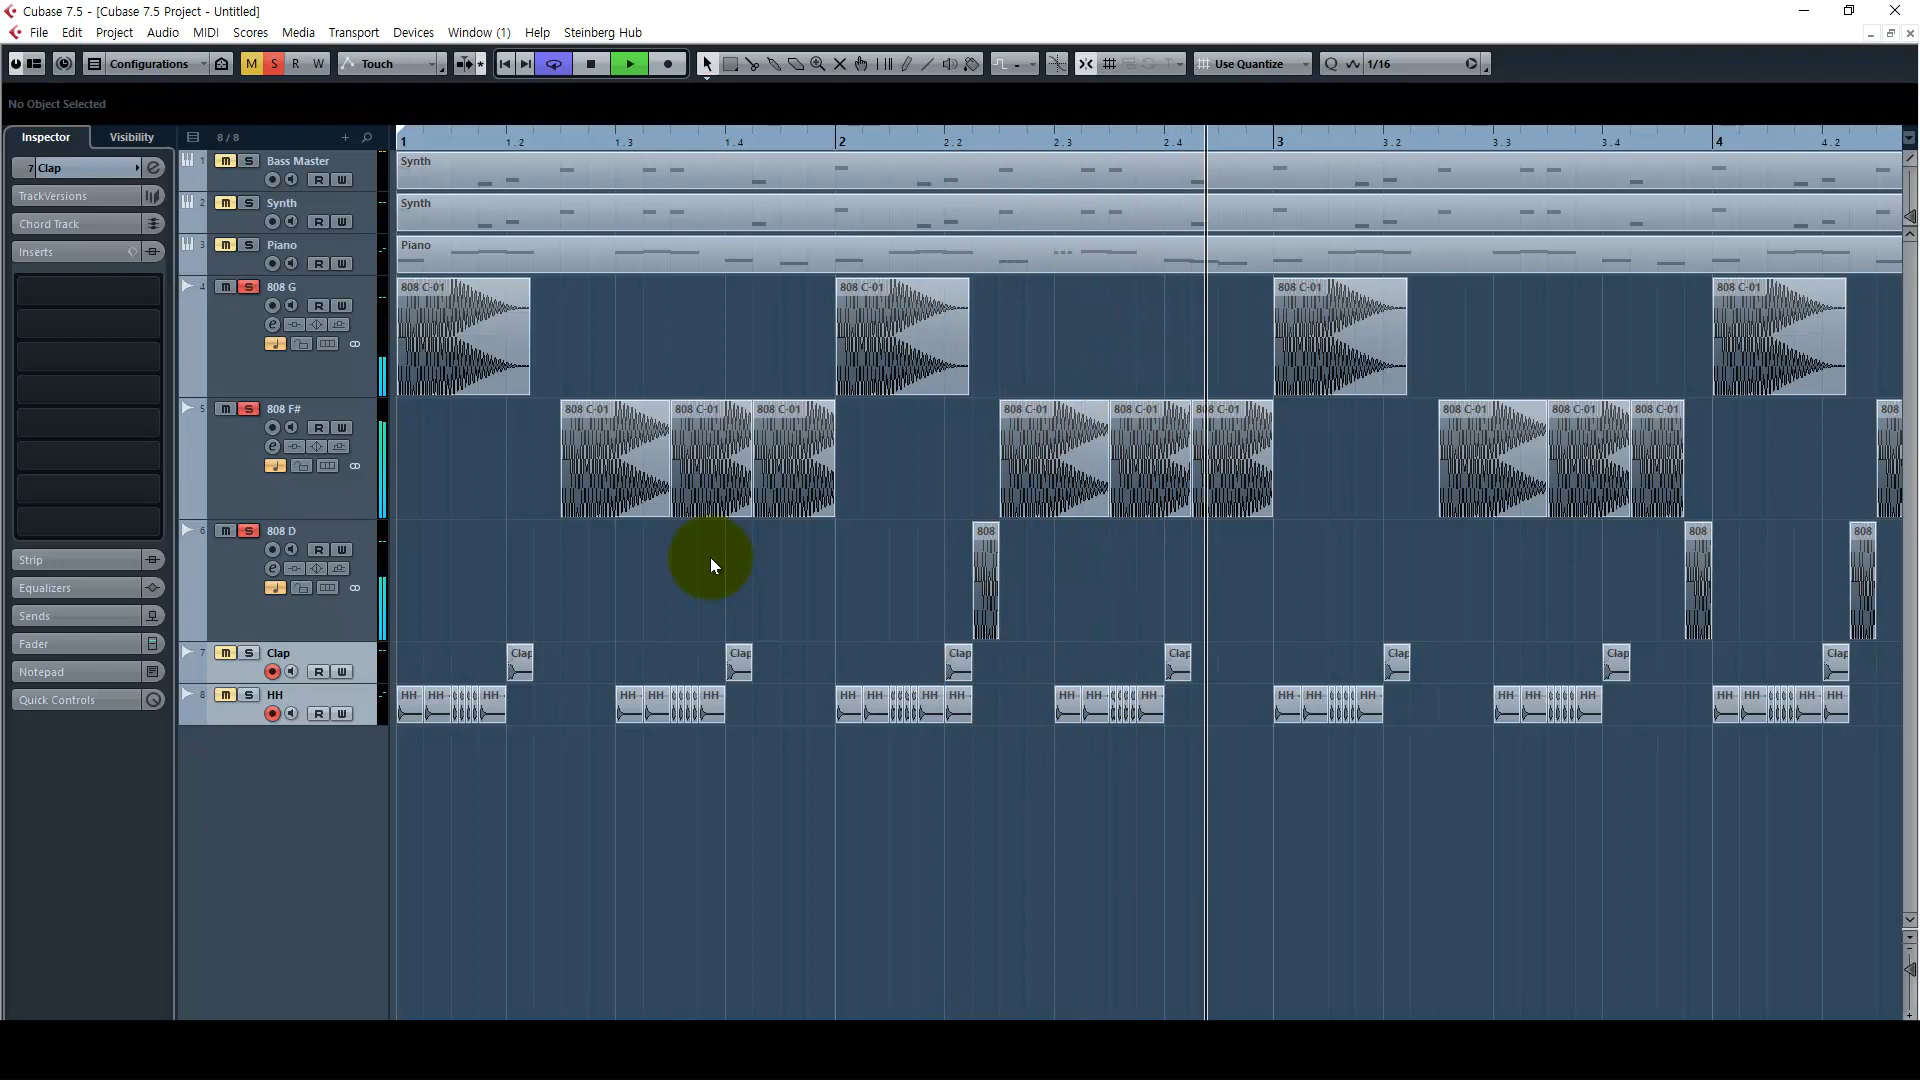 Cubase 7.5 - [Cubase 7.5 Project - Untitled]
File Edit Project Audio MIDI Scores Media Transport Devices Window (1) Help Steinberg Hub
Configurations M S R W Touch Use Quantize Q 1/16
No Object Selected
Inspector Visibility 8 / 8 1 1. 2 1. 3 1. 4 2 2. 2 2. 3 2. 4 3 3. 2 3. 3 3. 4 4 4. 2
7 Clap
TrackVersions
Chord Track
Inserts
Strip
Equalizers
Sends
Fader
Notepad
Quick Controls
1 m S Bass Master Synth
R W
2 m S Synth Synth
R W
3 m S Piano Piano
R W
4 m S 808 G 808 C-01 808 C-01 808 C-01 808 C-01
R W
e
5 m S 808 F# 808 C-01 808 C-01 808 C-01 808 C-01 808 C-01 808 C-01 808 C-01 808 C-01 808 C-01 808
R W
e
6 m S 808 D 808 808 808
R W
e
7 m S Clap Clap Clap Clap Clap Clap Clap Clap
R W
8 m S HH HH HH HH HH HH HH HH HH HH HH HH HH HH HH HH HH HH HH HH HH HH HH HH
R W